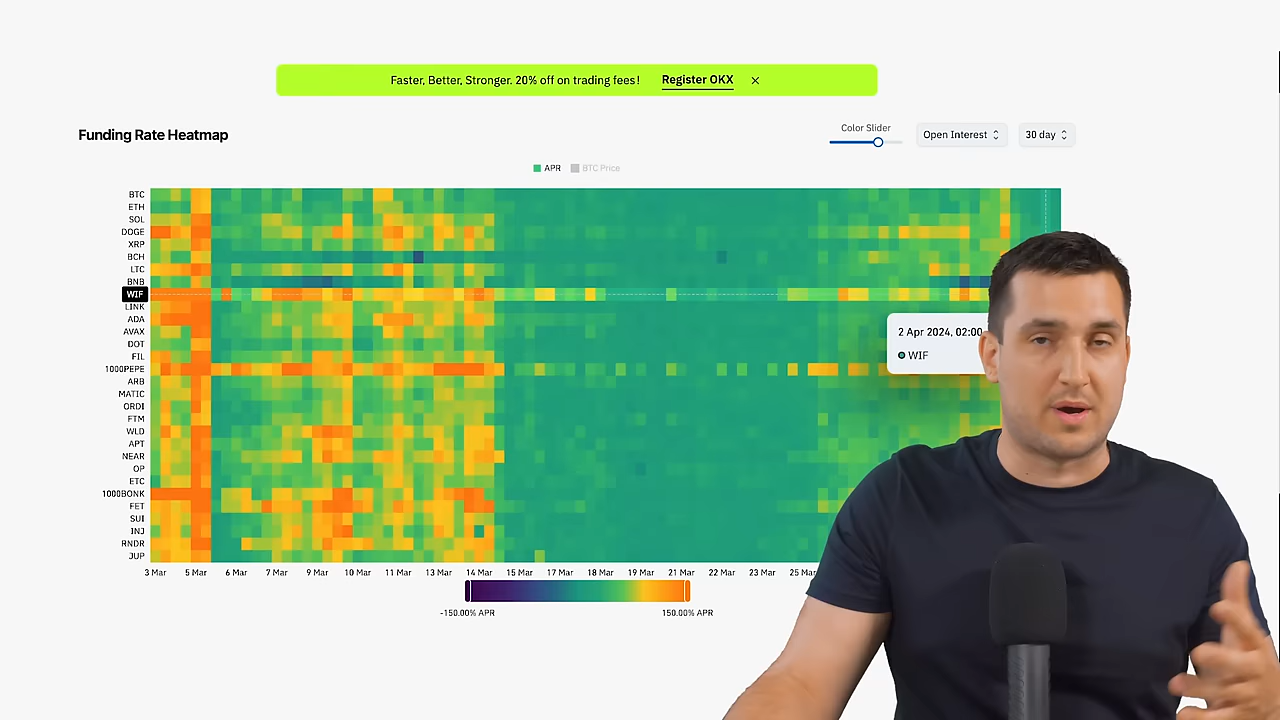 Faster, Better, Stronger. 20% off on trading fees! Register OKX
Funding Rate Heatmap
Color Slider
Open Interest
30 day
APR
BTC Price
BTC
ETH
SOL
DOGE
XRP
BCH
LTC
BNB
WIF
LINK
ADA
AVAX
DOT
FIL
1000PEPE
ARB
MATIC
ORDI
FTM
WLD
APT
NEAR
OP
ETC
1000BONK
FET
SUI
INJ
RNDR
JUP
2 Apr 2024, 02:00
WIF
3 Mar 5 Mar 6 Mar 7 Mar 9 Mar 10 Mar 11 Mar 13 Mar 14 Mar 15 Mar 17 Mar 18 Mar 19 Mar 21 Mar 22 Mar 23 Mar 25 Mar
-150.00% APR
150.00% APR